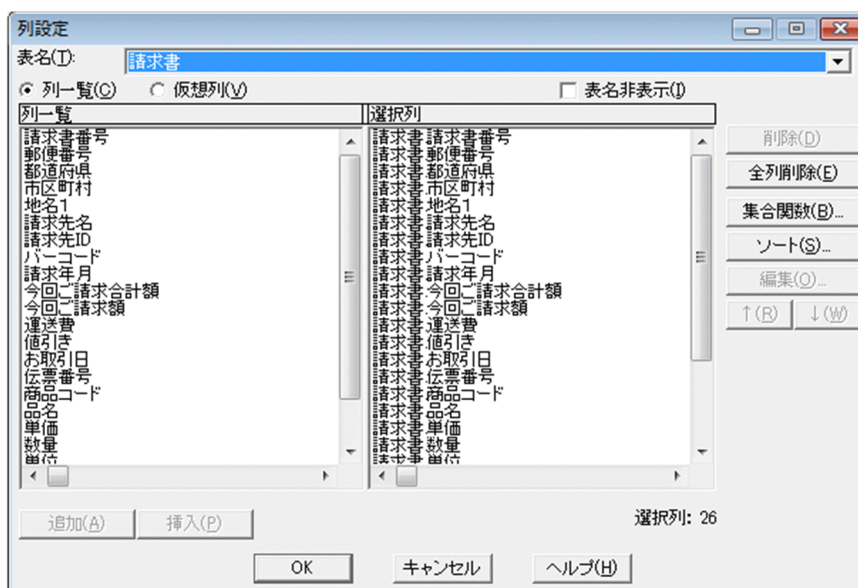 列設定
表名(T): 請求書
列一覧(C) 仮想列(V) 表名非表示(I)
列一覧 選択列
請求書番号 請求書.請求書番号
郵便番号 請求書.郵便番号
都道府県 請求書.都道府県
市区町村 請求書.市区町村
地名1 請求書.地名1
請求先名 請求書.請求先名
請求先ID 請求書.請求先ID
バーコード 請求書.バーコード
請求年月 請求書.請求年月
今回ご請求合計額 請求書.今回ご請求合計額
今回ご請求額 請求書.今回ご請求額
運送費 請求書.運送費
値引き 請求書.値引き
お取引日 請求書.お取引日
伝票番号 請求書.伝票番号
商品コード 請求書.商品コード
品名 請求書.品名
単価 請求書.単価
数量 請求書.数量
単位 請求書.単位
削除(D)
全列削除(E)
集合関数(B)...
ソート(S)...
編集(O)...
↑(R) ↓(W)
追加(A) 挿入(P)
選択列: 26
OK キャンセル ヘルプ(H)